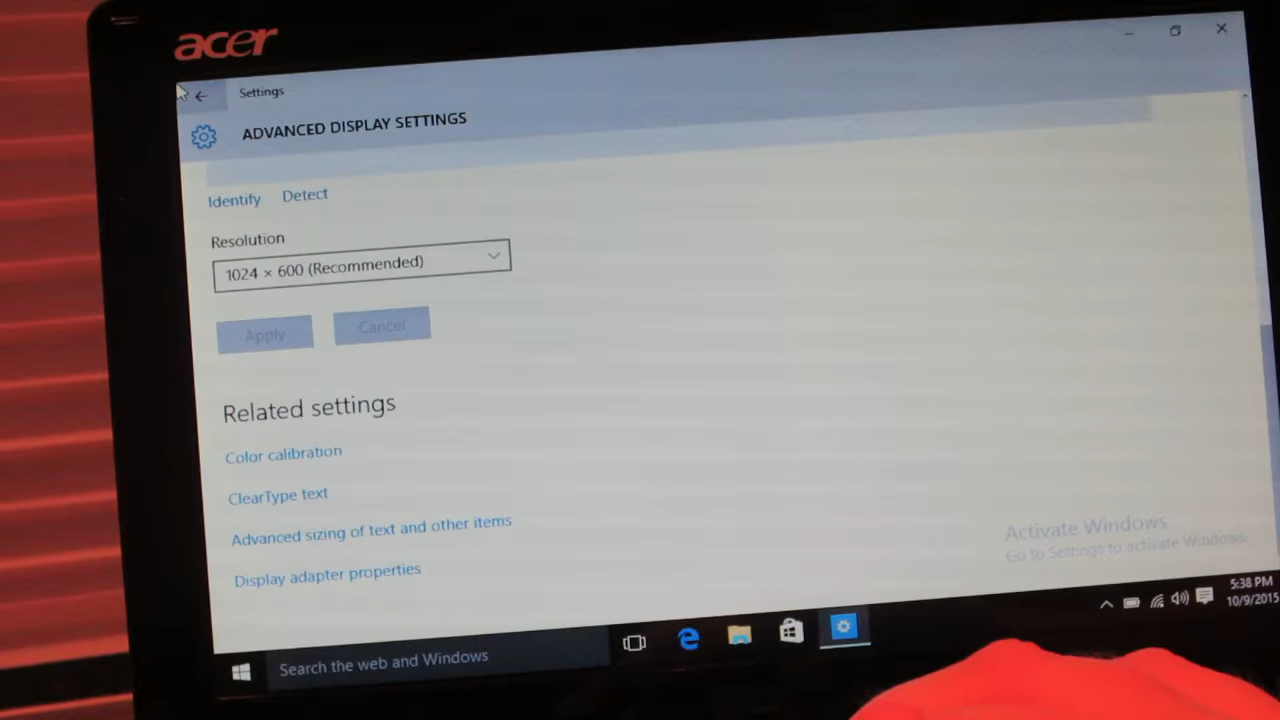 acer
Settings
ADVANCED DISPLAY SETTINGS
Identify Detect
Resolution
1024 × 600 (Recommended)
Apply Cancel
Related settings
Color calibration
ClearType text
Advanced sizing of text and other items
Display adapter properties
Activate Windows
Go to Settings to activate Windows.
5:38 PM
10/9/2015
Search the web and Windows